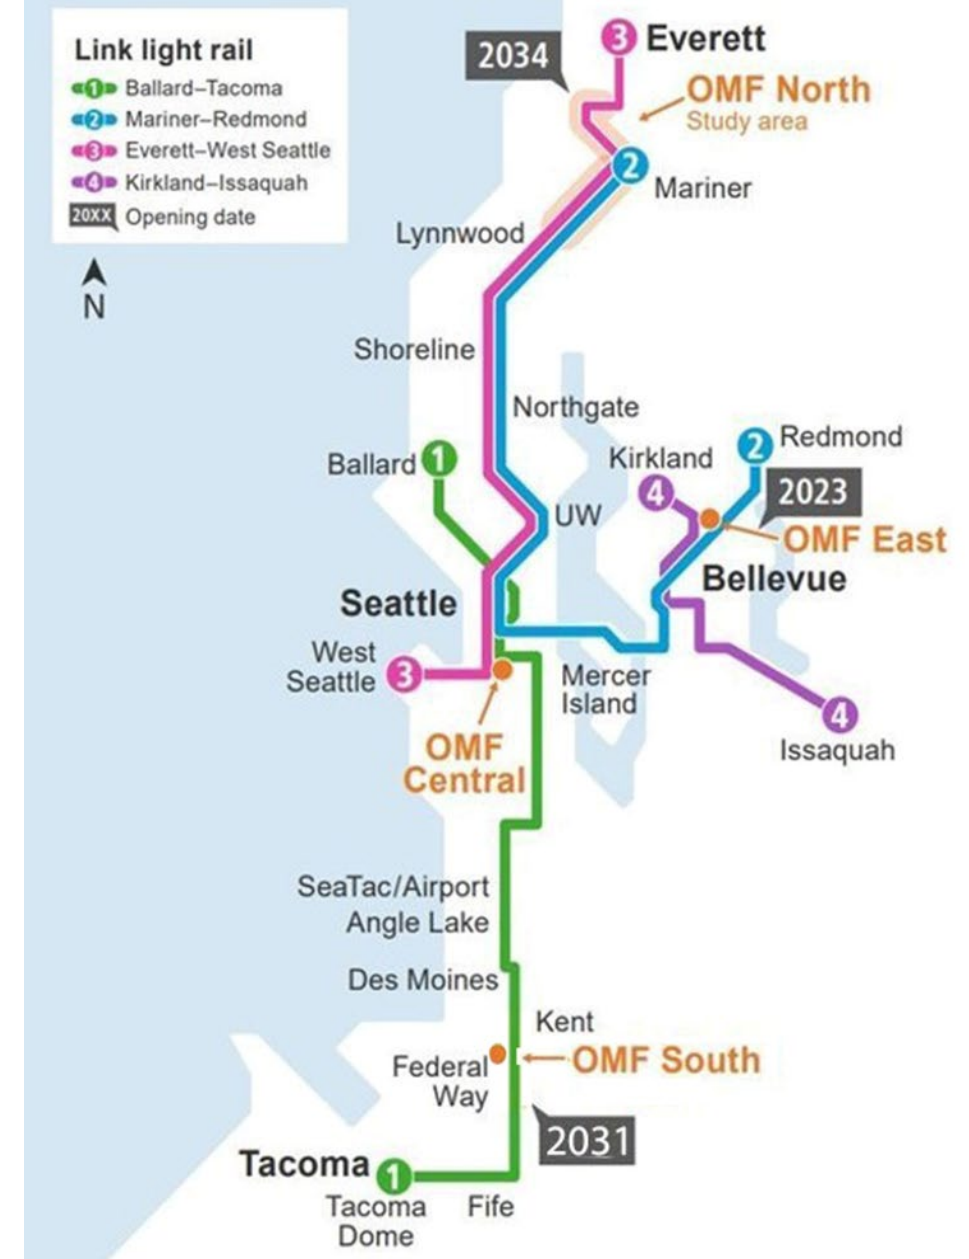 Link light rail
1 Ballard–Tacoma
2 Mariner–Redmond
3 Everett–West Seattle
4 Kirkland–Issaquah
20XX Opening date
N
3 Everett
2034
OMF North
Study area
2
Mariner
Lynnwood
Shoreline
Northgate
Ballard 1
Kirkland
4
2 Redmond
2023
UW
OMF East
Bellevue
Seattle
West
Seattle 3
Mercer
Island
4
Issaquah
OMF
Central
SeaTac/Airport
Angle Lake
Des Moines
Kent
Federal
Way
OMF South
2031
Tacoma 1
Tacoma
Dome
Fife